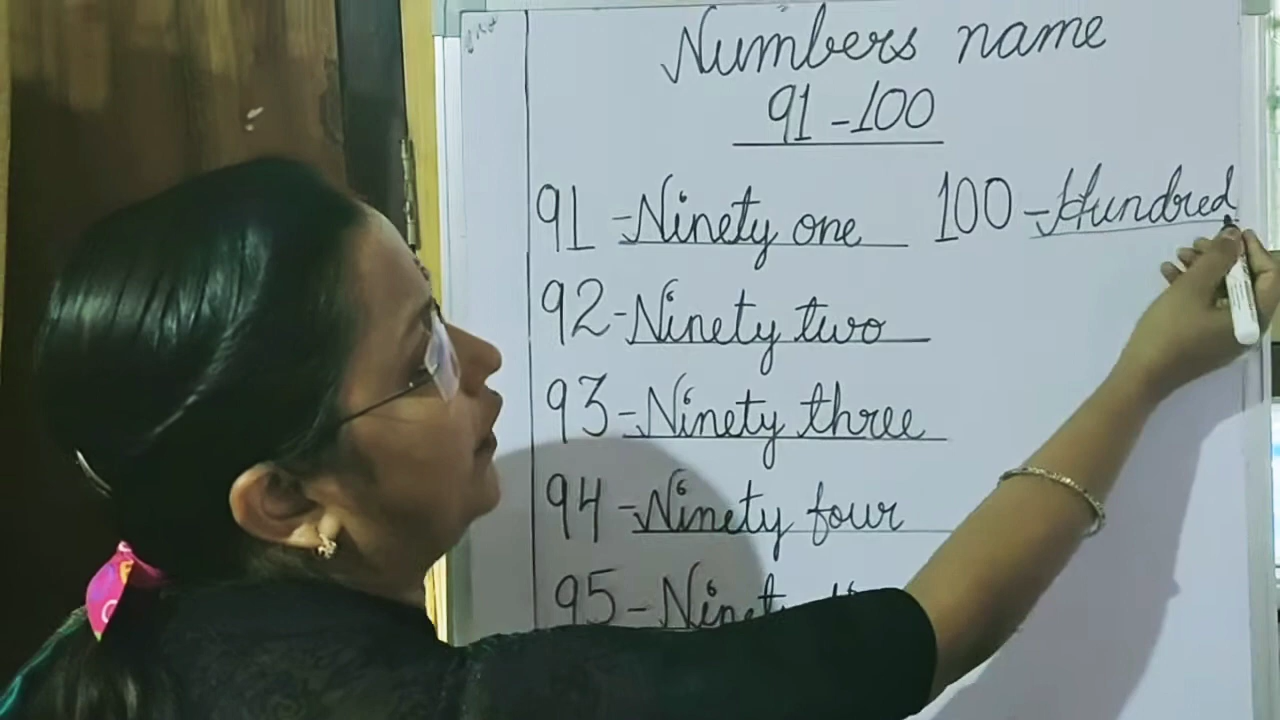 Numbers name
91-100
91 - Ninety one
92 - Ninety two
93 - Ninety three
94 - Ninety four
95 - Ninety
100 - Hundred